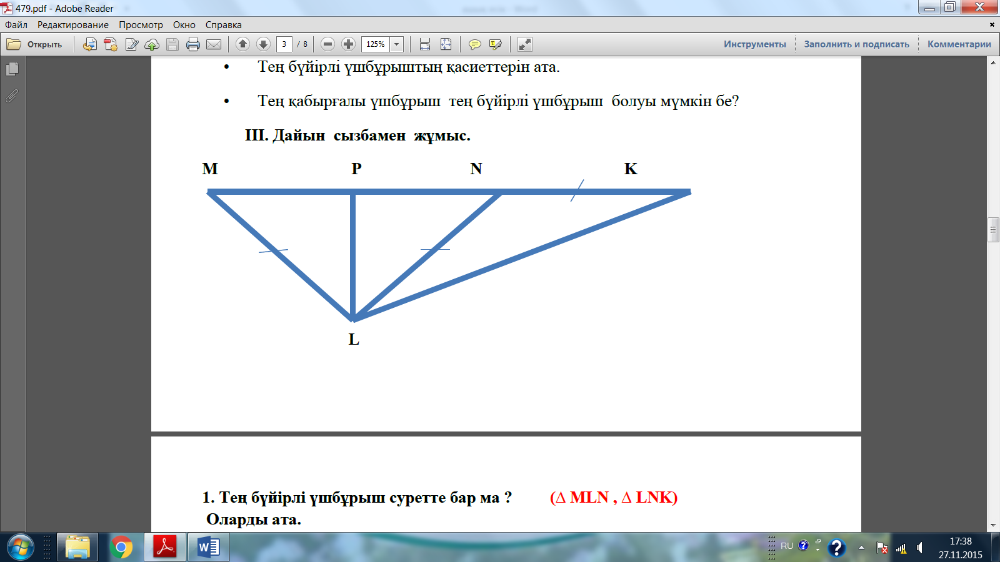 479.pdf - Adobe Reader
Файл Редактирование Просмотр Окно Справка
Открыть 3 / 8 125% Инструменты Заполнить и подписать Комментарии
• Тең бүйірлі үшбұрыштың қасиеттерін ата.
• Тең қабырғалы үшбұрыш тең бүйірлі үшбұрыш болуы мүмкін бе?
III. Дайын сызбамен жұмыс.
M P N K
L
1. Тең бүйірлі үшбұрыш суретте бар ма ? (∆ MLN , ∆ LNK)
Оларды ата.
RU 17:38
27.11.2015